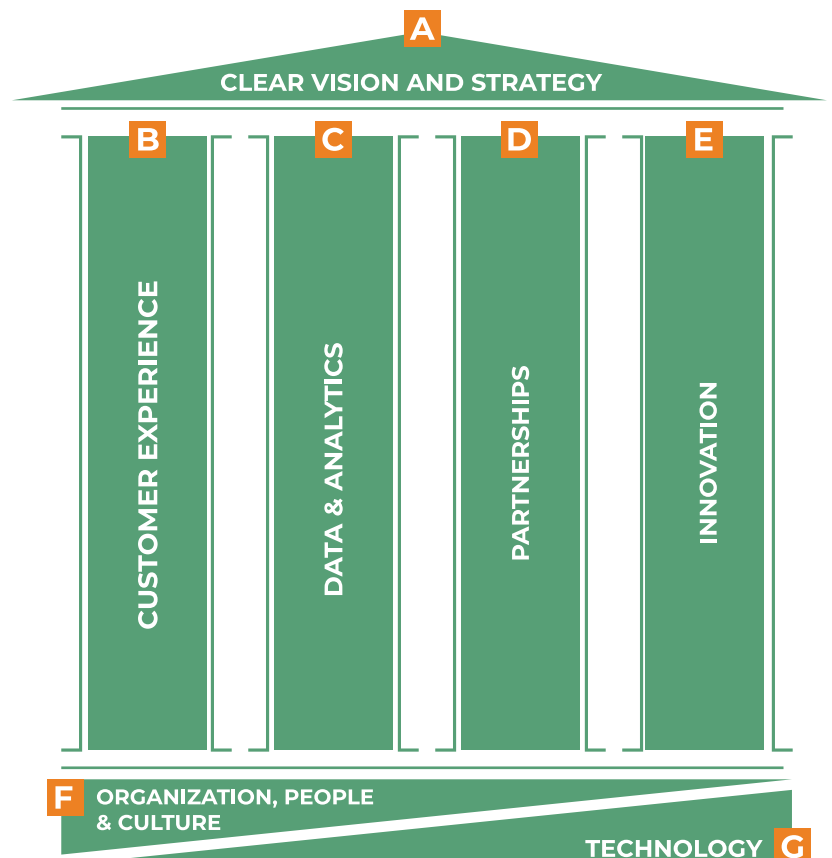 A
CLEAR VISION AND STRATEGY
B
C
D
E
CUSTOMER EXPERIENCE
DATA & ANALYTICS
PARTNERSHIPS
INNOVATION
F
ORGANIZATION, PEOPLE
& CULTURE
TECHNOLOGY
G